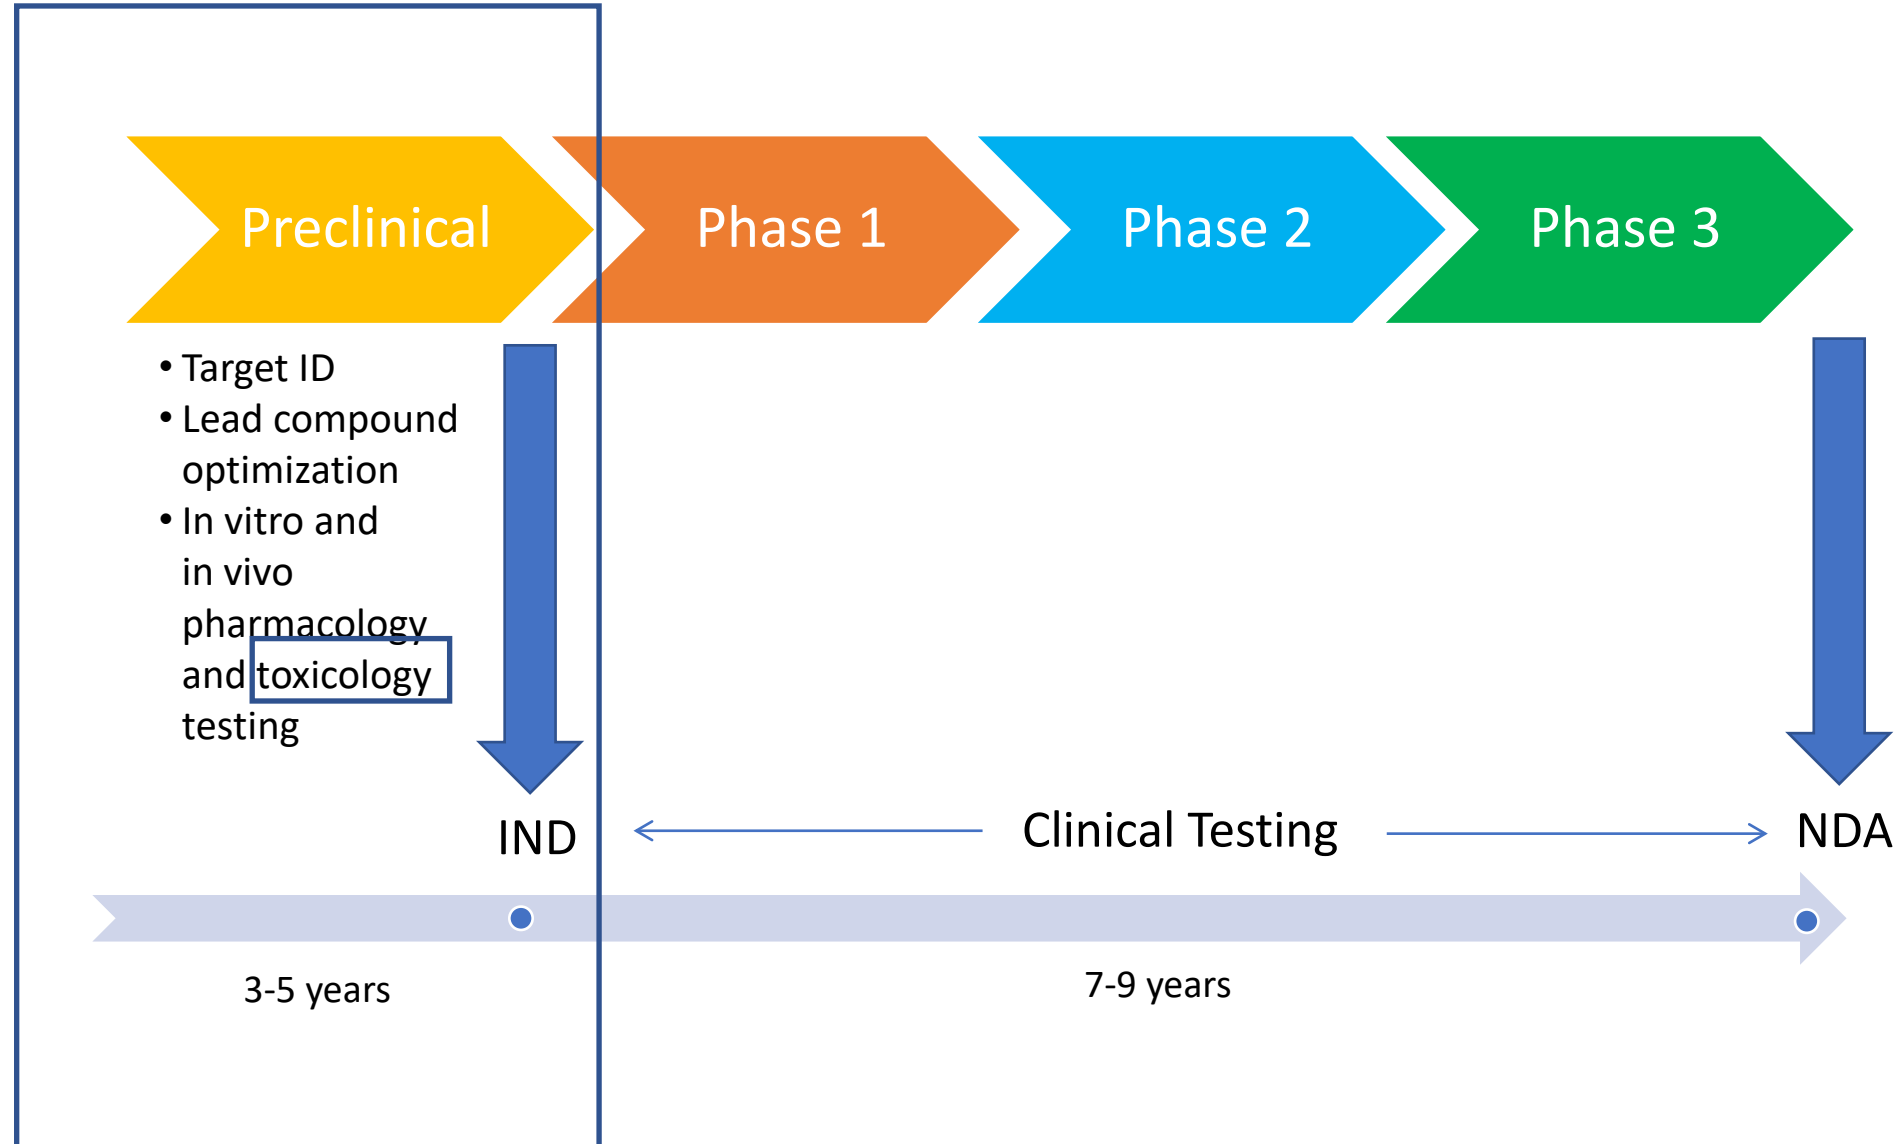 Preclinical
Phase 1
Phase 2
Phase 3
• Target ID
• Lead compound
optimization
• In vitro and
in vivo
pharmacology
and toxicology
testing
IND
Clinical Testing
NDA
3-5 years
7-9 years